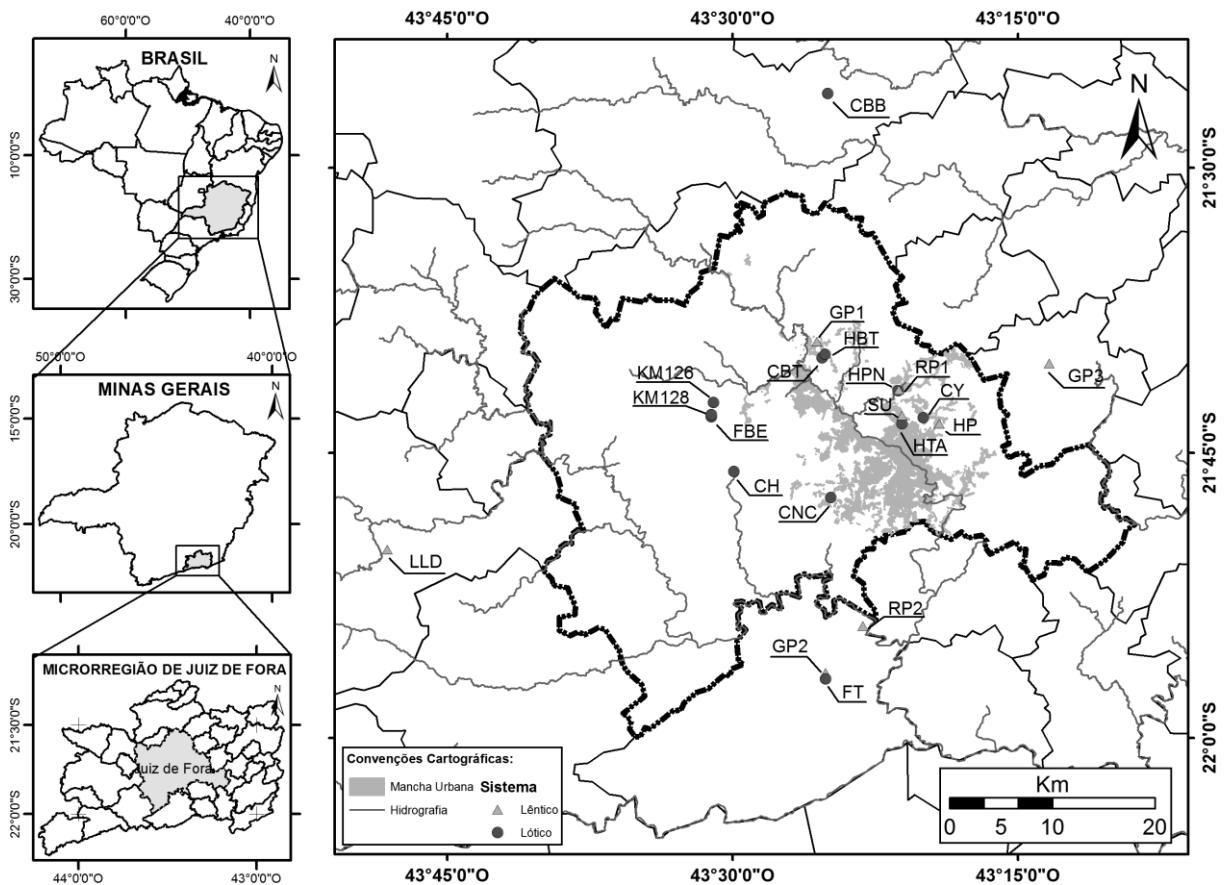 60°0'0"O
40°0'0"O
BRASIL
N
10°0'0"S
30°0'0"S
50°0'0"O
40°0'0"O
MINAS GERAIS
N
15°0'0"S
20°0'0"S
MICRORREGIÃO DE JUIZ DE FORA
N
21°30'0"S
Juiz de Fora
22°0'0"S
44°0'0"O
43°0'0"O
43°45'0"O
43°30'0"O
43°15'0"O
N
CBB
21°30'0"S
GP1
HBT
CBT
HPN
RP1
GP3
KM126
CY
KM128
SU
HP
FBE
HTA
21°45'0"S
CH
CNC
LLD
RP2
GP2
FT
22°0'0"S
Convenções Cartográficas:
Mancha Urbana
Sistema
Hidrografia
Lêntico
Lótico
Km
0 5 10 20
43°45'0"O
43°30'0"O
43°15'0"O